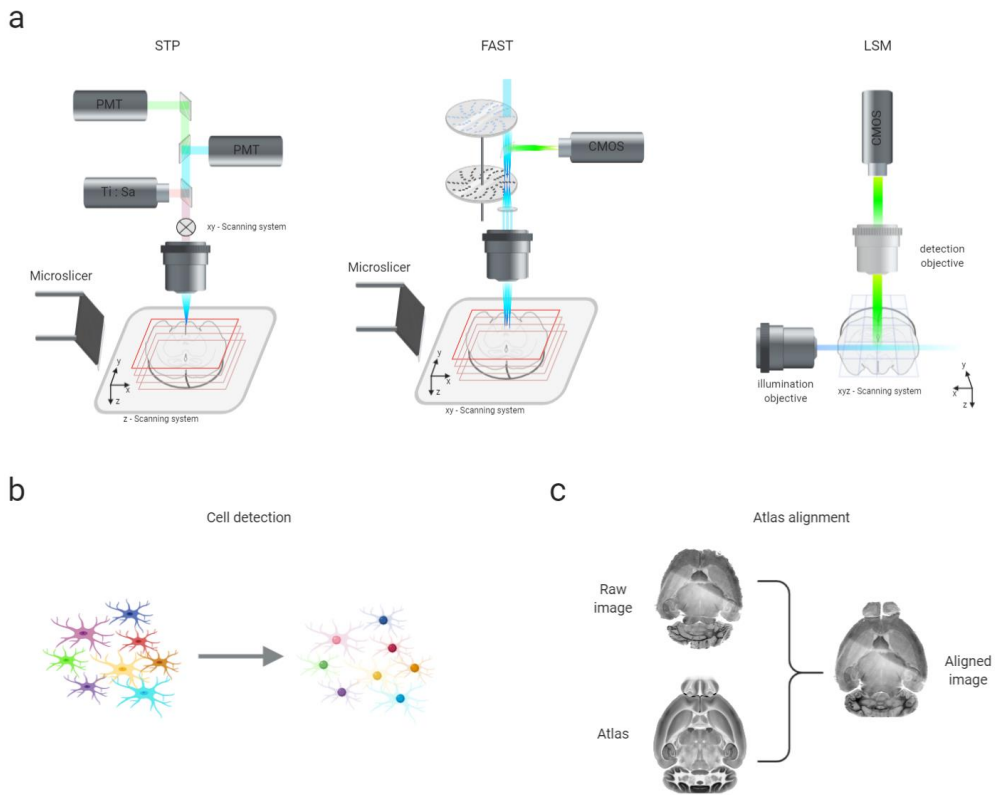 a
STP
FAST
LSM
PMT
PMT
Ti : Sa
xy - Scanning system
Microslicer
y
x
z
z - Scanning system
CMOS
Microslicer
y
x
z
xy - Scanning system
CMOS
detection
objective
illumination
objective
xyz - Scanning system
y
x
z
b
Cell detection
c
Atlas alignment
Raw
image
Atlas
Aligned
image